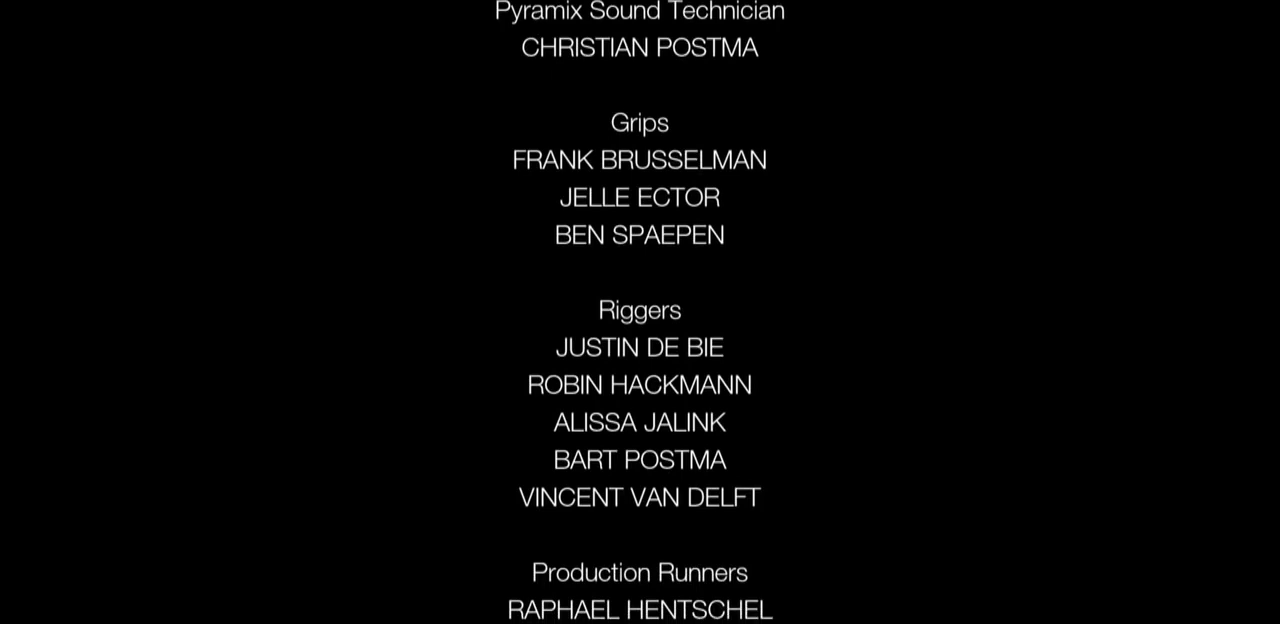 Pyramix Sound Technician
CHRISTIAN POSTMA
Grips
FRANK BRUSSELMAN
JELLE ECTOR
BEN SPAEPEN
Riggers
JUSTIN DE BIE
ROBIN HACKMANN
ALISSA JALINK
BART POSTMA
VINCENT VAN DELFT
Production Runners
RAPHAEL HENTSCHEL